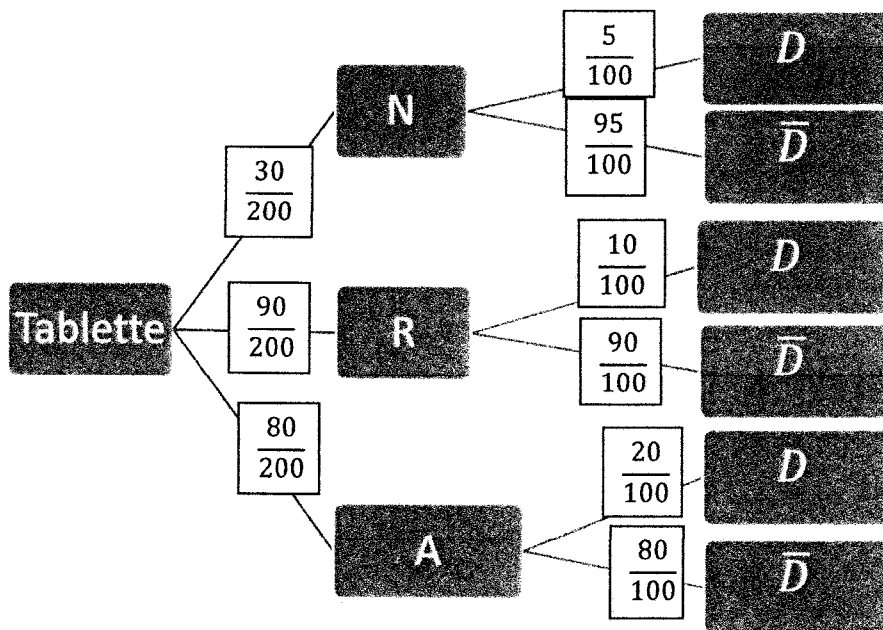 5/100
D
N
95/100
D̅
30/200
10/100
D
Tablette
90/200
R
90/100
D̅
80/200
20/100
D
A
80/100
D̅